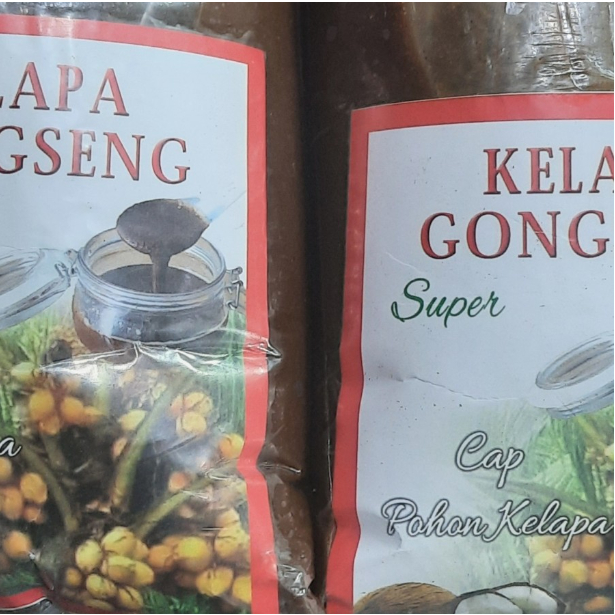 LAPA
GSENG
a
KELA
GONG
Super
Cap
Pohon Kelapa